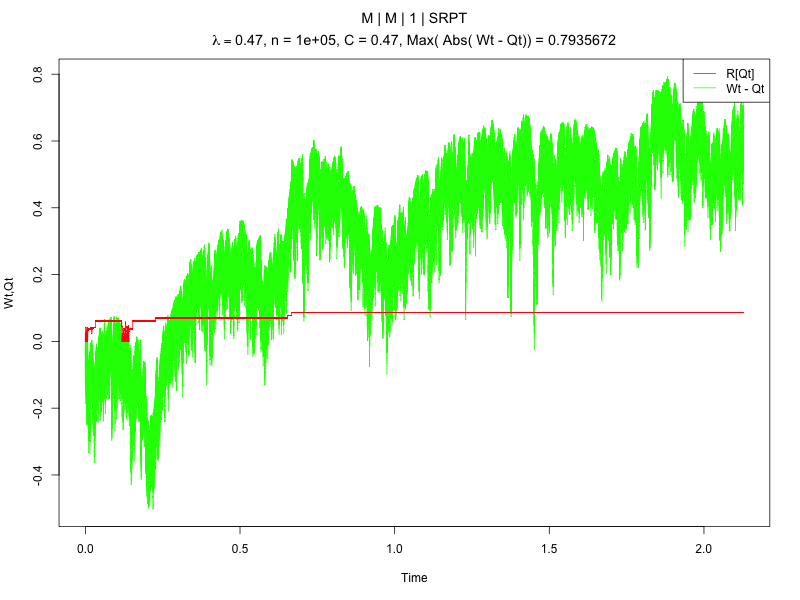 M | M | 1 | SRPT
λ = 0.47, n = 1e+05, C = 0.47, Max( Abs( Wt - Qt)) = 0.7935672
R[Qt]
Wt - Qt
0.8
0.6
0.4
0.2
0.0
-0.2
-0.4
Wt,Qt
0.0 0.5 1.0 1.5 2.0
Time